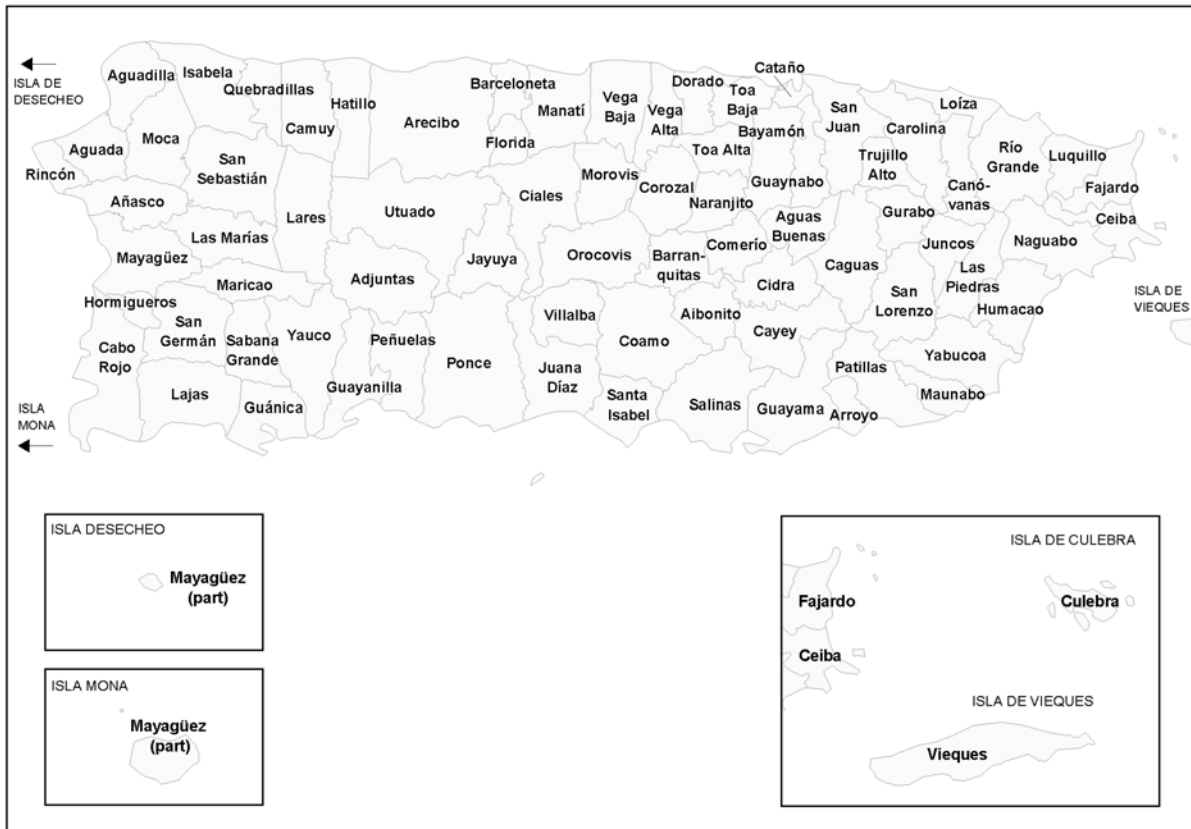 ISLA DE
DESECHEO
Aguadilla
Isabela
Quebradillas
Camuy
Hatillo
Arecibo
Barceloneta
Manatí
Florida
Vega
Baja
Vega
Alta
Dorado
Toa
Baja
Cataño
Bayamón
Toa Alta
San
Juan
Carolina
Loíza
Trujillo
Alto
Guaynabo
Canó-
vanas
Río
Grande
Luquillo
Fajardo
Ceiba
Moca
Aguada
Rincón
San
Sebastián
Añasco
Lares
Utuado
Ciales
Morovis
Corozal
Naranjito
Aguas
Buenas
Gurabo
Juncos
Naguabo
Las Marías
Mayagüez
Maricao
Adjuntas
Jayuya
Orocovis
Barran-
quitas
Comerío
Cidra
Caguas
San
Lorenzo
Las
Piedras
Humacao
ISLA DE
VIEQUES
Hormigueros
San
Germán
Sabana
Grande
Yauco
Peñuelas
Guayanilla
Ponce
Villalba
Juana
Díaz
Coamo
Aibonito
Cayey
Patillas
Yabucoa
Maunabo
Cabo
Rojo
Lajas
Guánica
Santa
Isabel
Salinas
Guayama
Arroyo
ISLA
MONA
ISLA DESECHEO
Mayagüez
(part)
ISLA MONA
Mayagüez
(part)
ISLA DE CULEBRA
Fajardo
Culebra
Ceiba
ISLA DE VIEQUES
Vieques